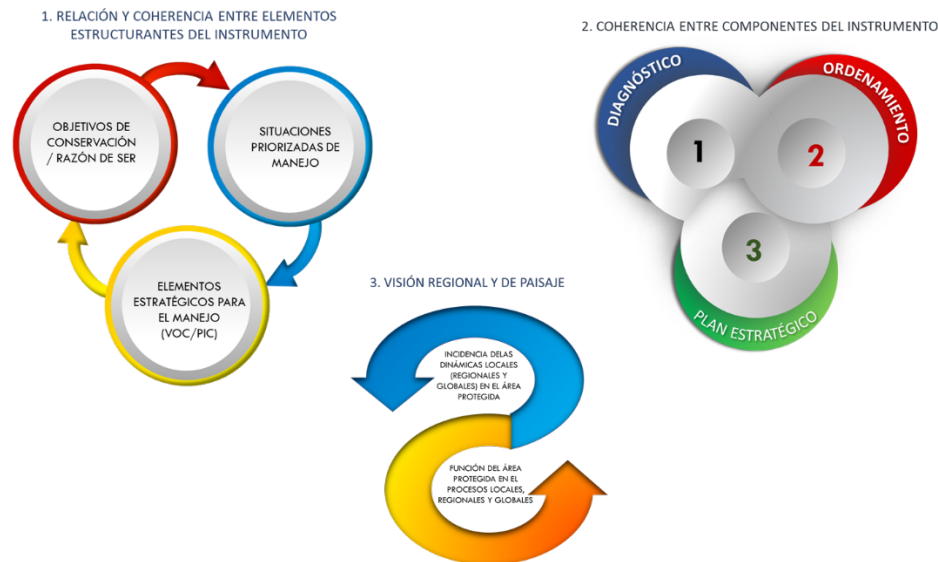 1. RELACIÓN Y COHERENCIA ENTRE ELEMENTOS
ESTRUCTURANTES DEL INSTRUMENTO
OBJETIVOS DE
CONSERVACIÓN
/ RAZÓN DE SER
SITUACIONES
PRIORIZADAS DE
MANEJO
ELEMENTOS
ESTRATÉGICOS PARA
EL MANEJO
(VOC/PIC)
2. COHERENCIA ENTRE COMPONENTES DEL INSTRUMENTO
DIAGNÓSTICO
1
ORDENAMIENTO
2
3
PLAN ESTRATÉGICO
3. VISIÓN REGIONAL Y DE PAISAJE
INCIDENCIA DELAS
DINÁMICAS LOCALES
(REGIONALES Y
GLOBALES) EN EL ÁREA
PROTEGIDA
FUNCIÓN DEL ÁREA
PROTEGIDA EN EL
PROCESOS LOCALES,
REGIONALES Y GLOBALES